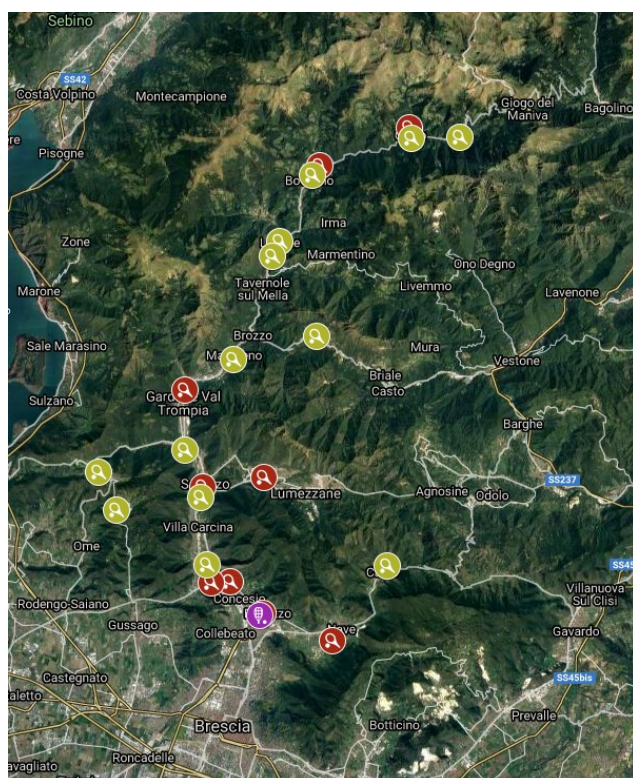 Sebino
SS42
Costa Volpino
Montecampione
Giogo del
Maniva
Bagolino
Pisogne
Irma
Zone
Marmentino
Ono Degno
Tavernole
sul Mella
Livemmo
Lavenone
Marone
Brozzo
Mura
Sale Marasino
Vestone
Briale
Casto
Sulzano
Trompia
Barghe
SS237
Lumezzane
Agnosine
Odolo
Villa Carcina
Ome
SS45
Concesio
Villanuova
Sul Clisi
Rodengo-Saiano
Gussago
Collebeato
Nave
Gavardo
Castegnato
SS45bis
Brescia
Botticino
Prevalle
Roncadelle